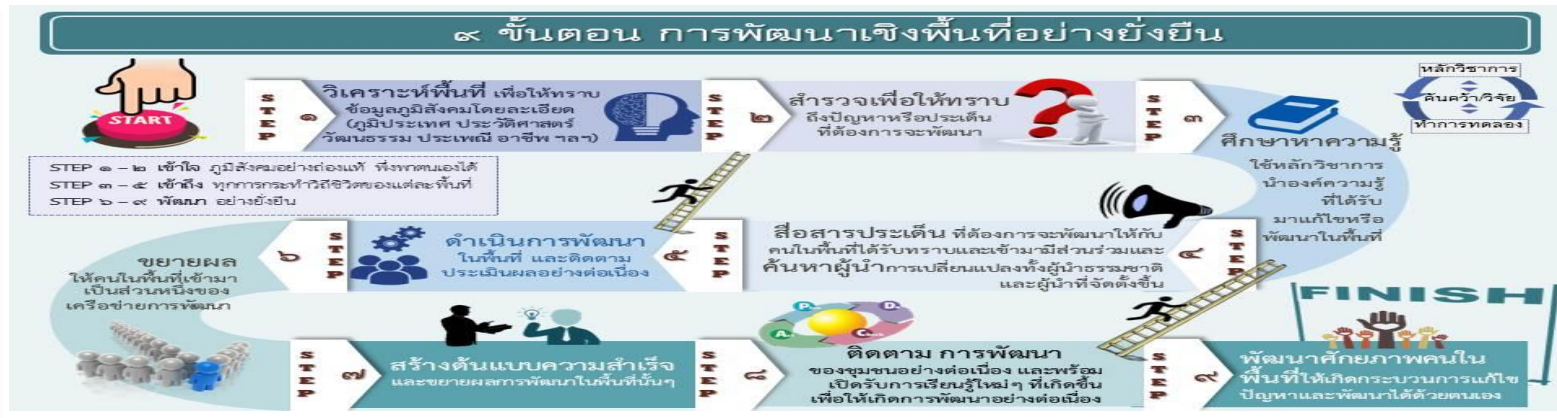 ๙ ขั้นตอน การพัฒนาเชิงพื้นที่อย่างยั่งยืน
START
STEP ๑
วิเคราะห์พื้นที่ เพื่อให้ทราบ
ข้อมูลภูมิสังคมโดยละเอียด
(ภูมิประเทศ ประวัติศาสตร์
วัฒนธรรม ประเพณี อาชีพ ฯลฯ)
STEP ๒
สำรวจเพื่อให้ทราบ
ถึงปัญหาหรือประเด็น
ที่ต้องการจะพัฒนา
STEP ๓
หลักวิชาการ
ค้นคว้า/วิจัย
ทำการทดลอง
ศึกษาหาความรู้
ใช้หลักวิชาการ
นำองค์ความรู้
ที่ได้รับ
มาแก้ไขหรือ
พัฒนาในพื้นที่
STEP ๑ - ๒ เข้าใจ ภูมิสังคมอย่างถ่องแท้ พึ่งพาตนเองได้
STEP ๓ - ๕ เข้าถึง ทุกการกระทำวิถีชีวิตของแต่ละพื้นที่
STEP ๖ - ๙ พัฒนา อย่างยั่งยืน
STEP ๔
สื่อสารประเด็น ที่ต้องการจะพัฒนาให้กับ
คนในพื้นที่ได้รับทราบและเข้ามามีส่วนร่วมและ
ค้นหาผู้นำการเปลี่ยนแปลงทั้งผู้นำธรรมชาติ
และผู้นำที่จัดตั้งขึ้น
STEP ๕
ดำเนินการพัฒนา
ในพื้นที่ และติดตาม
ประเมินผลอย่างต่อเนื่อง
STEP ๖
ขยายผล
ให้คนในพื้นที่เข้ามา
เป็นส่วนหนึ่งของ
เครือข่ายการพัฒนา
STEP ๗
สร้างต้นแบบความสำเร็จ
และขยายผลการพัฒนาในพื้นที่นั้นๆ
STEP ๘
P D
A C
ติดตาม การพัฒนา
ของชุมชนอย่างต่อเนื่อง และพร้อม
เปิดรับการเรียนรู้ใหม่ๆ ที่เกิดขึ้น
เพื่อให้เกิดการพัฒนาอย่างต่อเนื่อง
STEP ๙
FINISH
พัฒนาศักยภาพคนใน
พื้นที่ให้เกิดกระบวนการแก้ไข
ปัญหาและพัฒนาได้ด้วยตนเอง